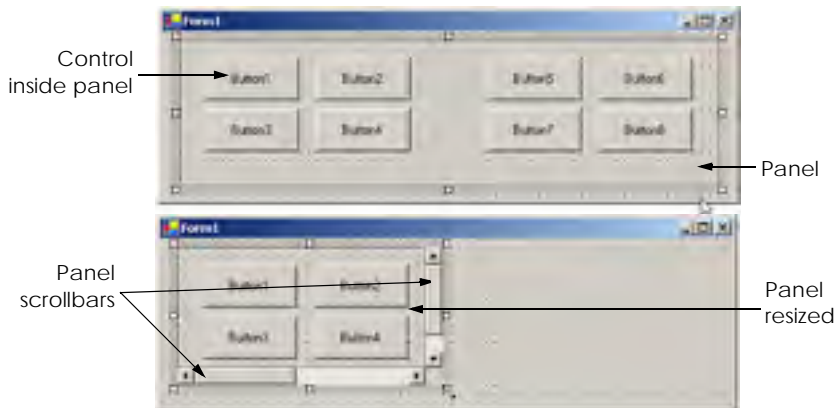 Form1
Control
inside panel
Button1 Button2 Button5 Button6
Button3 Button4 Button7 Button8
Panel
Form1
Panel
scrollbars
Button1 Button2
Button3 Button4
Panel
resized